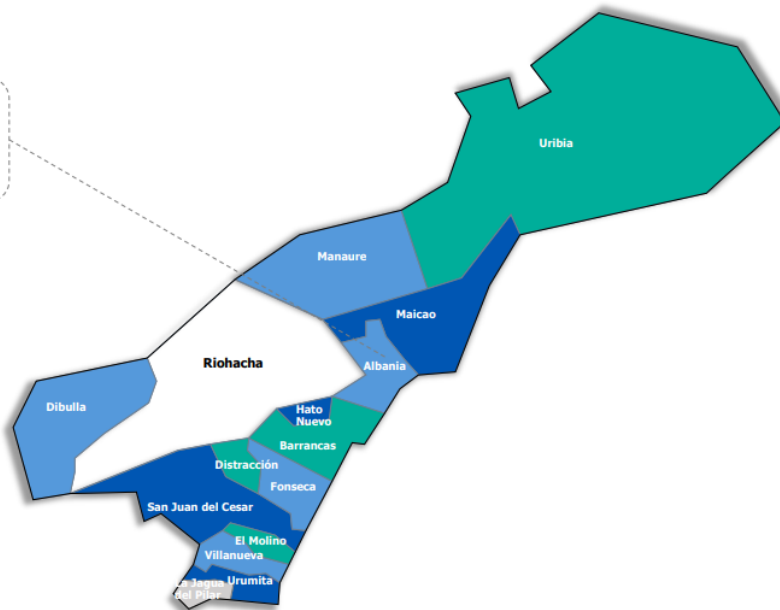 Uribia
Manaure
Maicao
Riohacha
Albania
Dibulla
Hato
Nuevo
Barrancas
Distracción
Fonseca
San Juan del Cesar
El Molino
Villanueva
Urumita
La Jagua
del Pilar